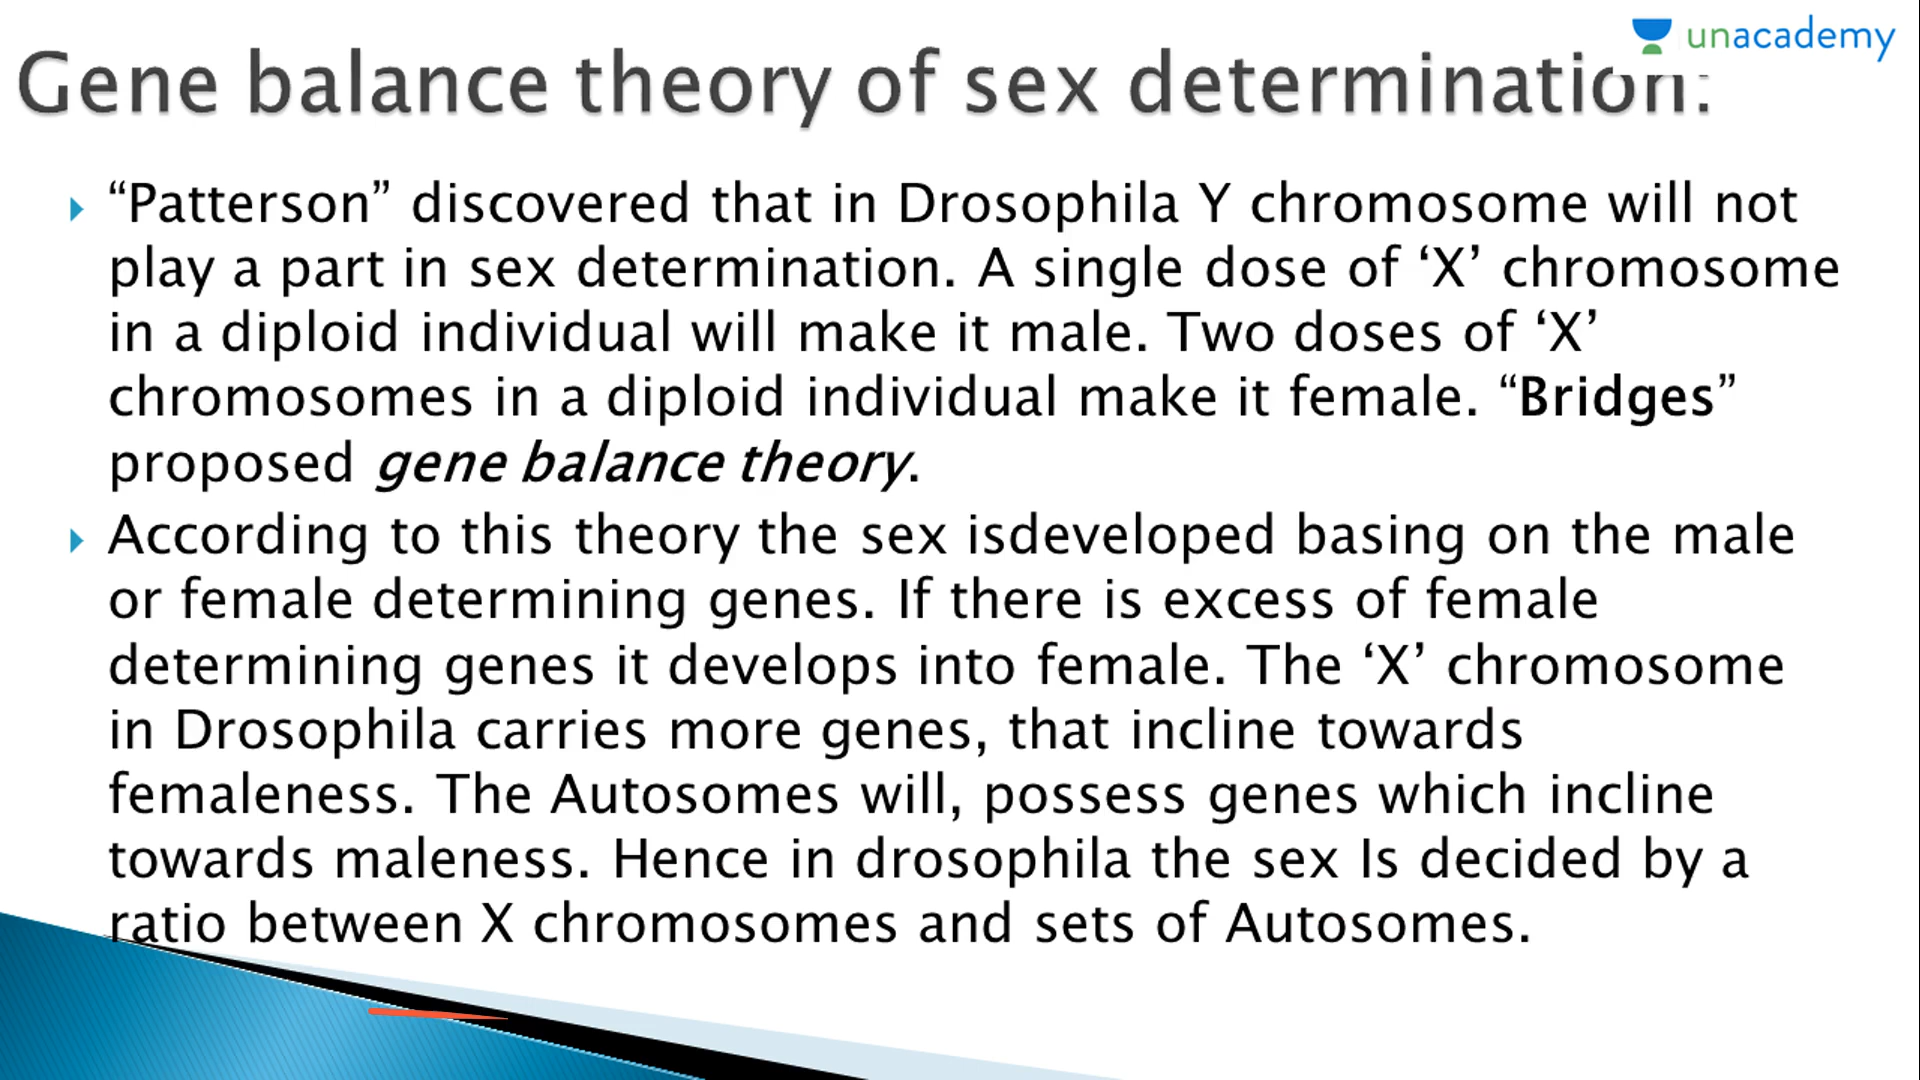 unacademy
Gene balance theory of sex determination:
“Patterson” discovered that in Drosophila Y chromosome will not
play a part in sex determination. A single dose of ‘X’ chromosome
in a diploid individual will make it male. Two doses of ‘X’
chromosomes in a diploid individual make it female. “Bridges”
proposed gene balance theory.
According to this theory the sex isdeveloped basing on the male
or female determining genes. If there is excess of female
determining genes it develops into female. The ‘X’ chromosome
in Drosophila carries more genes, that incline towards
femaleness. The Autosomes will, possess genes which incline
towards maleness. Hence in drosophila the sex Is decided by a
ratio between X chromosomes and sets of Autosomes.